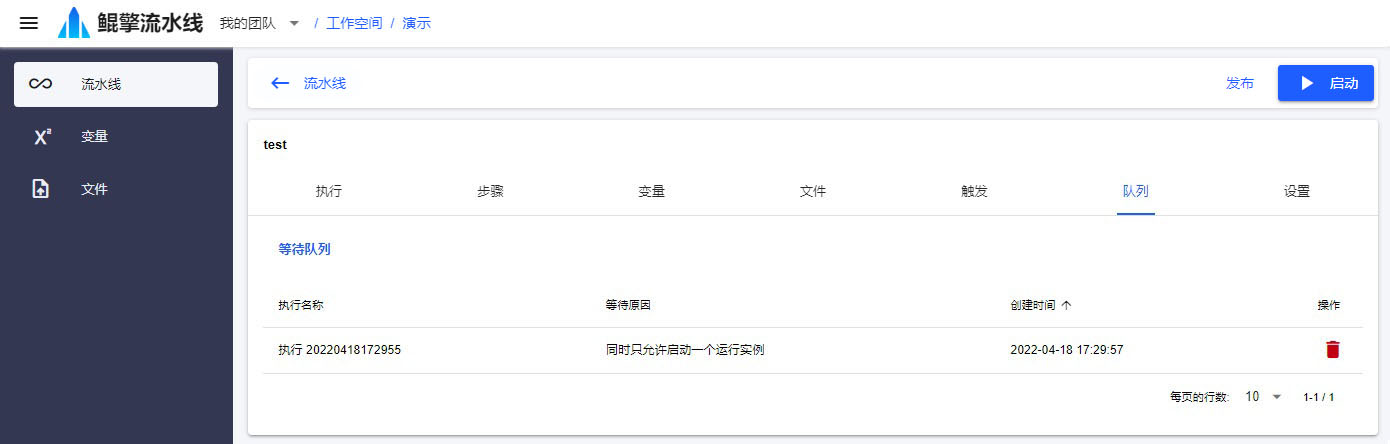 鲲擎流水线 我的团队 / 工作空间 / 演示
流水线
变量
文件
流水线 发布 启动
test
执行 步骤 变量 文件 触发 队列 设置
等待队列
执行名称 等待原因 创建时间 操作
执行 20220418172955 同时只允许启动一个运行实例 2022-04-18 17:29:57
每页的行数: 10 1-1 / 1